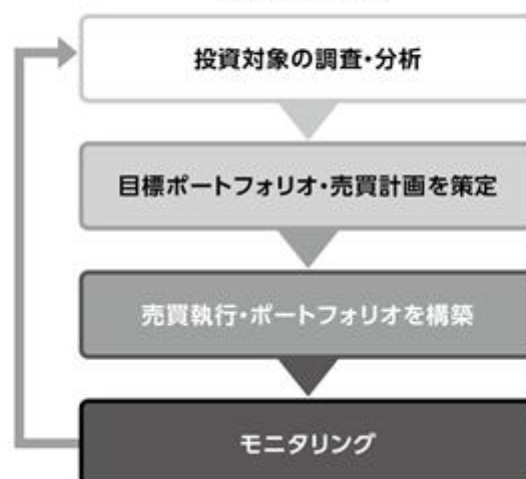 投資対象の調査・分析
目標ポートフォリオ・売買計画を策定
売買執行・ポートフォリオを構築
モニタリング